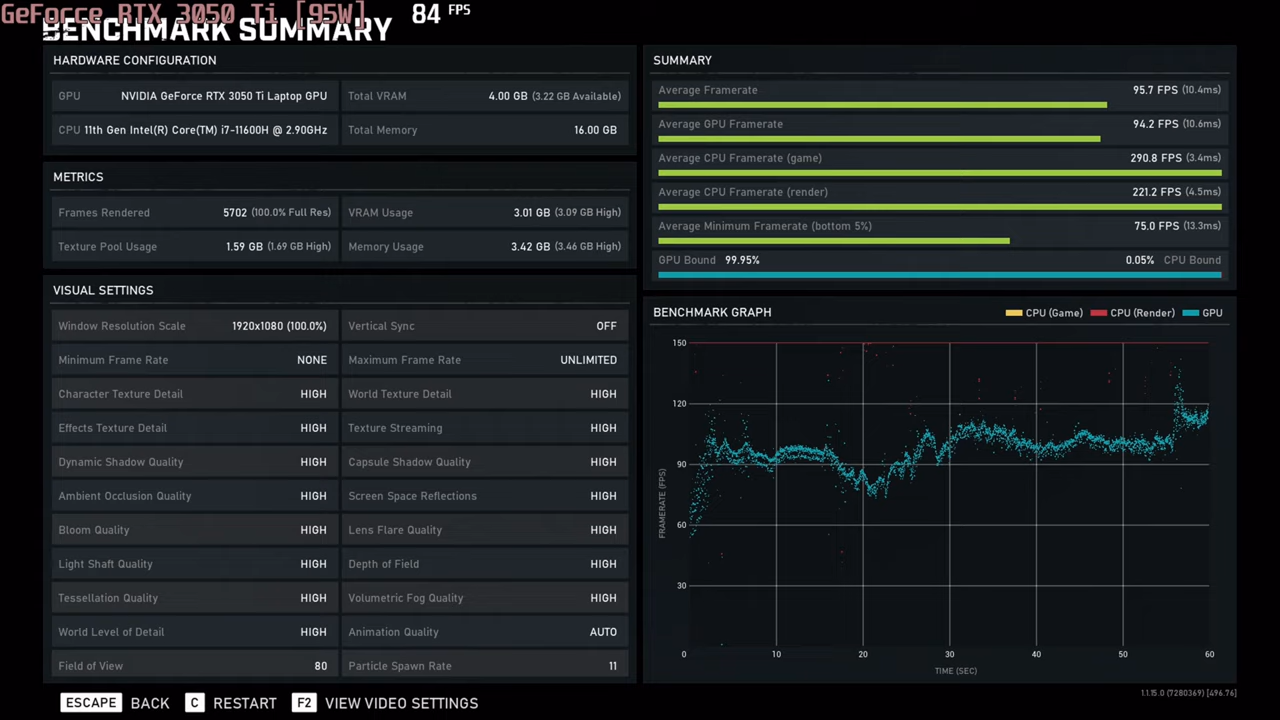 GeForce RTX 3050 Ti [95W] 84 FPS
BENCHMARK SUMMARY
HARDWARE CONFIGURATION
GPU NVIDIA GeForce RTX 3050 Ti Laptop GPU Total VRAM 4.00 GB (3.22 GB Available)
CPU 11th Gen Intel(R) Core(TM) i7-11600H @ 2.90GHz Total Memory 16.00 GB
METRICS
Frames Rendered 5702 (100.0% Full Res) VRAM Usage 3.01 GB (3.09 GB High)
Texture Pool Usage 1.59 GB (1.69 GB High) Memory Usage 3.42 GB (3.46 GB High)
VISUAL SETTINGS
Window Resolution Scale 1920x1080 (100.0%) Vertical Sync OFF
Minimum Frame Rate NONE Maximum Frame Rate UNLIMITED
Character Texture Detail HIGH World Texture Detail HIGH
Effects Texture Detail HIGH Texture Streaming HIGH
Dynamic Shadow Quality HIGH Capsule Shadow Quality HIGH
Ambient Occlusion Quality HIGH Screen Space Reflections HIGH
Bloom Quality HIGH Lens Flare Quality HIGH
Light Shaft Quality HIGH Depth of Field HIGH
Tessellation Quality HIGH Volumetric Fog Quality HIGH
World Level of Detail HIGH Animation Quality AUTO
Field of View 80 Particle Spawn Rate 11
SUMMARY
Average Framerate 95.7 FPS (10.4ms)
Average GPU Framerate 94.2 FPS (10.6ms)
Average CPU Framerate (game) 290.8 FPS (3.4ms)
Average CPU Framerate (render) 221.2 FPS (4.5ms)
Average Minimum Framerate (bottom 5%) 75.0 FPS (13.3ms)
GPU Bound 99.95% 0.05% CPU Bound
BENCHMARK GRAPH CPU (Game) CPU (Render) GPU
150
120
90
60
30
FRAMERATE (FPS)
0 10 20 30 40 50 60
TIME (SEC)
ESCAPE BACK C RESTART F2 VIEW VIDEO SETTINGS
1.1.15.0 (7280369) [496.76]